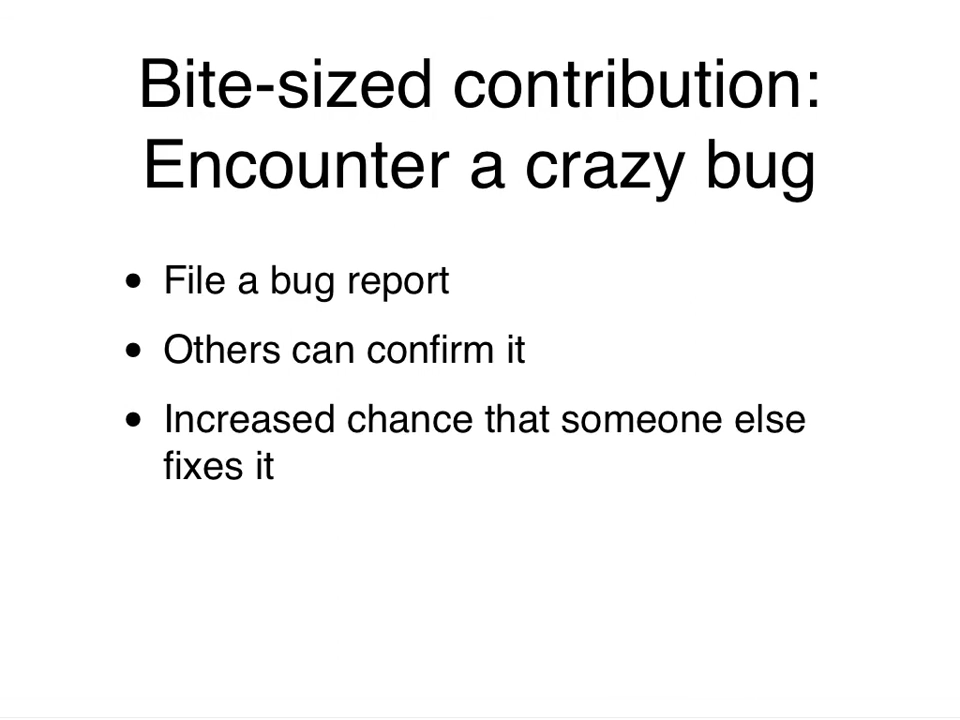 Bite-sized contribution:
Encounter a crazy bug
• File a bug report
• Others can confirm it
• Increased chance that someone else
fixes it